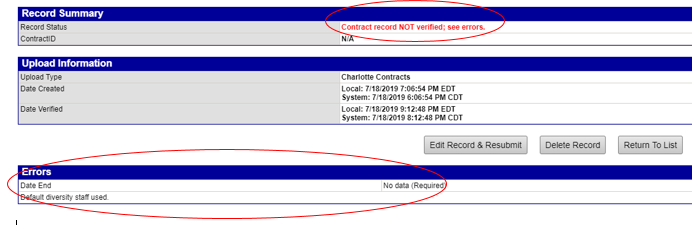 Record Summary
Record Status Contract record NOT verified; see errors.
ContractID N/A
Upload Information
Upload Type Charlotte Contracts
Date Created Local: 7/18/2019 7:06:54 PM EDT
System: 7/18/2019 6:06:54 PM CDT
Date Verified Local: 7/18/2019 9:12:48 PM EDT
System: 7/18/2019 8:12:48 PM CDT
Edit Record & Resubmit Delete Record Return To List
Errors
Date End No data (Required)
Default diversity staff used.